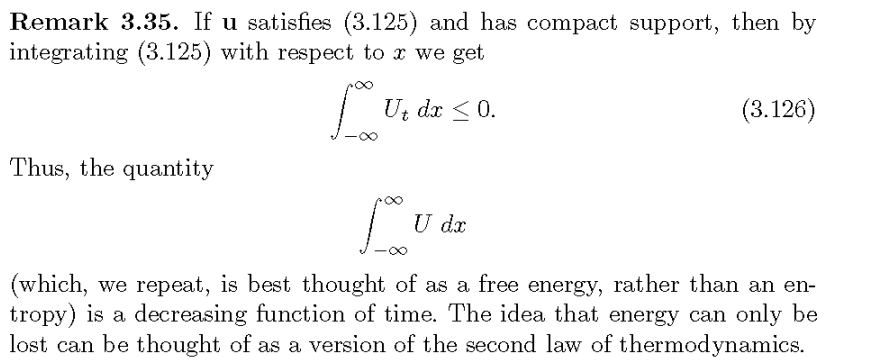 Remark 3.35. If u satisfies (3.125) and has compact support, then by
integrating (3.125) with respect to x we get
∫_{-∞}^{∞} U_t dx ≤ 0. (3.126)
Thus, the quantity
∫_{-∞}^{∞} U dx
(which, we repeat, is best thought of as a free energy, rather than an en-
tropy) is a decreasing function of time. The idea that energy can only be
lost can be thought of as a version of the second law of thermodynamics.